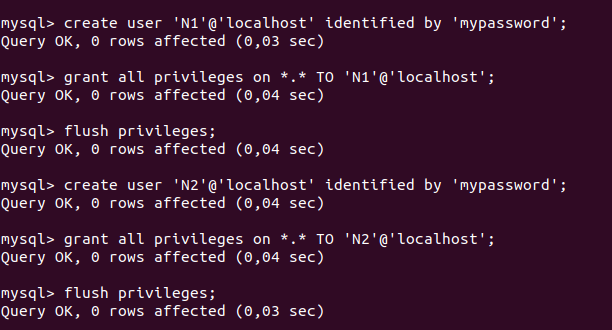 mysql> create user 'N1'@'localhost' identified by 'mypassword';
Query OK, 0 rows affected (0,03 sec)
mysql> grant all privileges on *.* TO 'N1'@'localhost';
Query OK, 0 rows affected (0,04 sec)
mysql> flush privileges;
Query OK, 0 rows affected (0,04 sec)
mysql> create user 'N2'@'localhost' identified by 'mypassword';
Query OK, 0 rows affected (0,04 sec)
mysql> grant all privileges on *.* TO 'N2'@'localhost';
Query OK, 0 rows affected (0,04 sec)
mysql> flush privileges;
Query OK, 0 rows affected (0,03 sec)